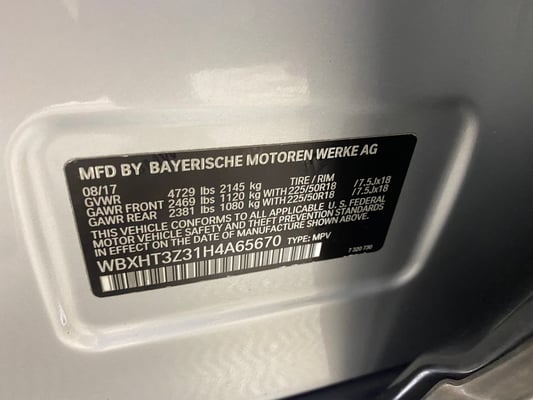 MFD BY BAYERISCHE MOTOREN WERKE AG
08/17 TIRE / RIM
GVWR 4729 lbs 2145 kg
GAWR FRONT 2469 lbs 1120 kg WITH 225/50R18 /7.5Jx18
GAWR REAR 2381 lbs 1080 kg WITH 225/50R18 /7.5Jx18
THIS VEHICLE CONFORMS TO ALL APPLICABLE U.S. FEDERAL
MOTOR VEHICLE SAFETY AND THEFT PREVENTION STANDARDS
IN EFFECT ON THE DATE OF MANUFACTURE SHOWN ABOVE.
WBXHT3Z31H4A65670 TYPE: MPV
7 320 730